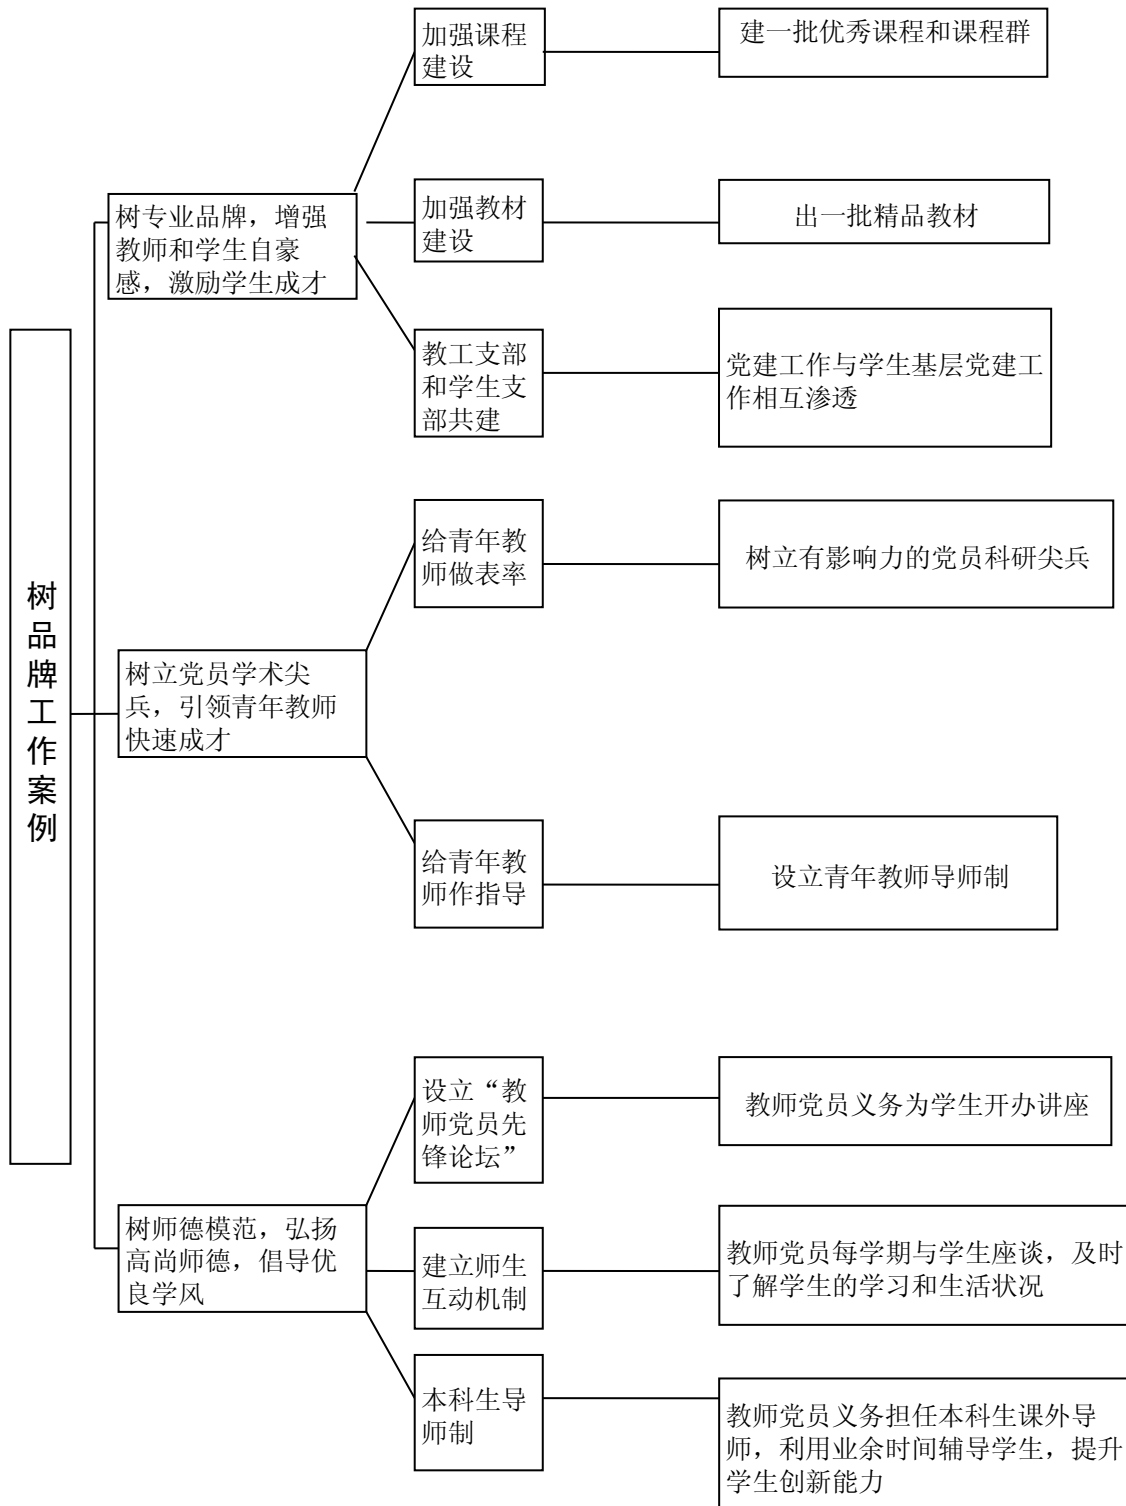 树品牌工作案例
树专业品牌，增强
教师和学生自豪
感，激励学生成才
加强课程
建设
建一批优秀课程和课程群
加强教材
建设
出一批精品教材
教工支部
和学生支
部共建
党建工作与学生基层党建工
作相互渗透
树立党员学术尖
兵，引领青年教师
快速成才
给青年教
师做表率
树立有影响力的党员科研尖兵
给青年教
师作指导
设立青年教师导师制
树师德模范，弘扬
高尚师德，倡导优
良学风
设立“教
师党员先
锋论坛”
教师党员义务为学生开办讲座
建立师生
互动机制
教师党员每学期与学生座谈，及时
了解学生的学习和生活状况
本科生导
师制
教师党员义务担任本科生课外导
师，利用业余时间辅导学生，提升
学生创新能力